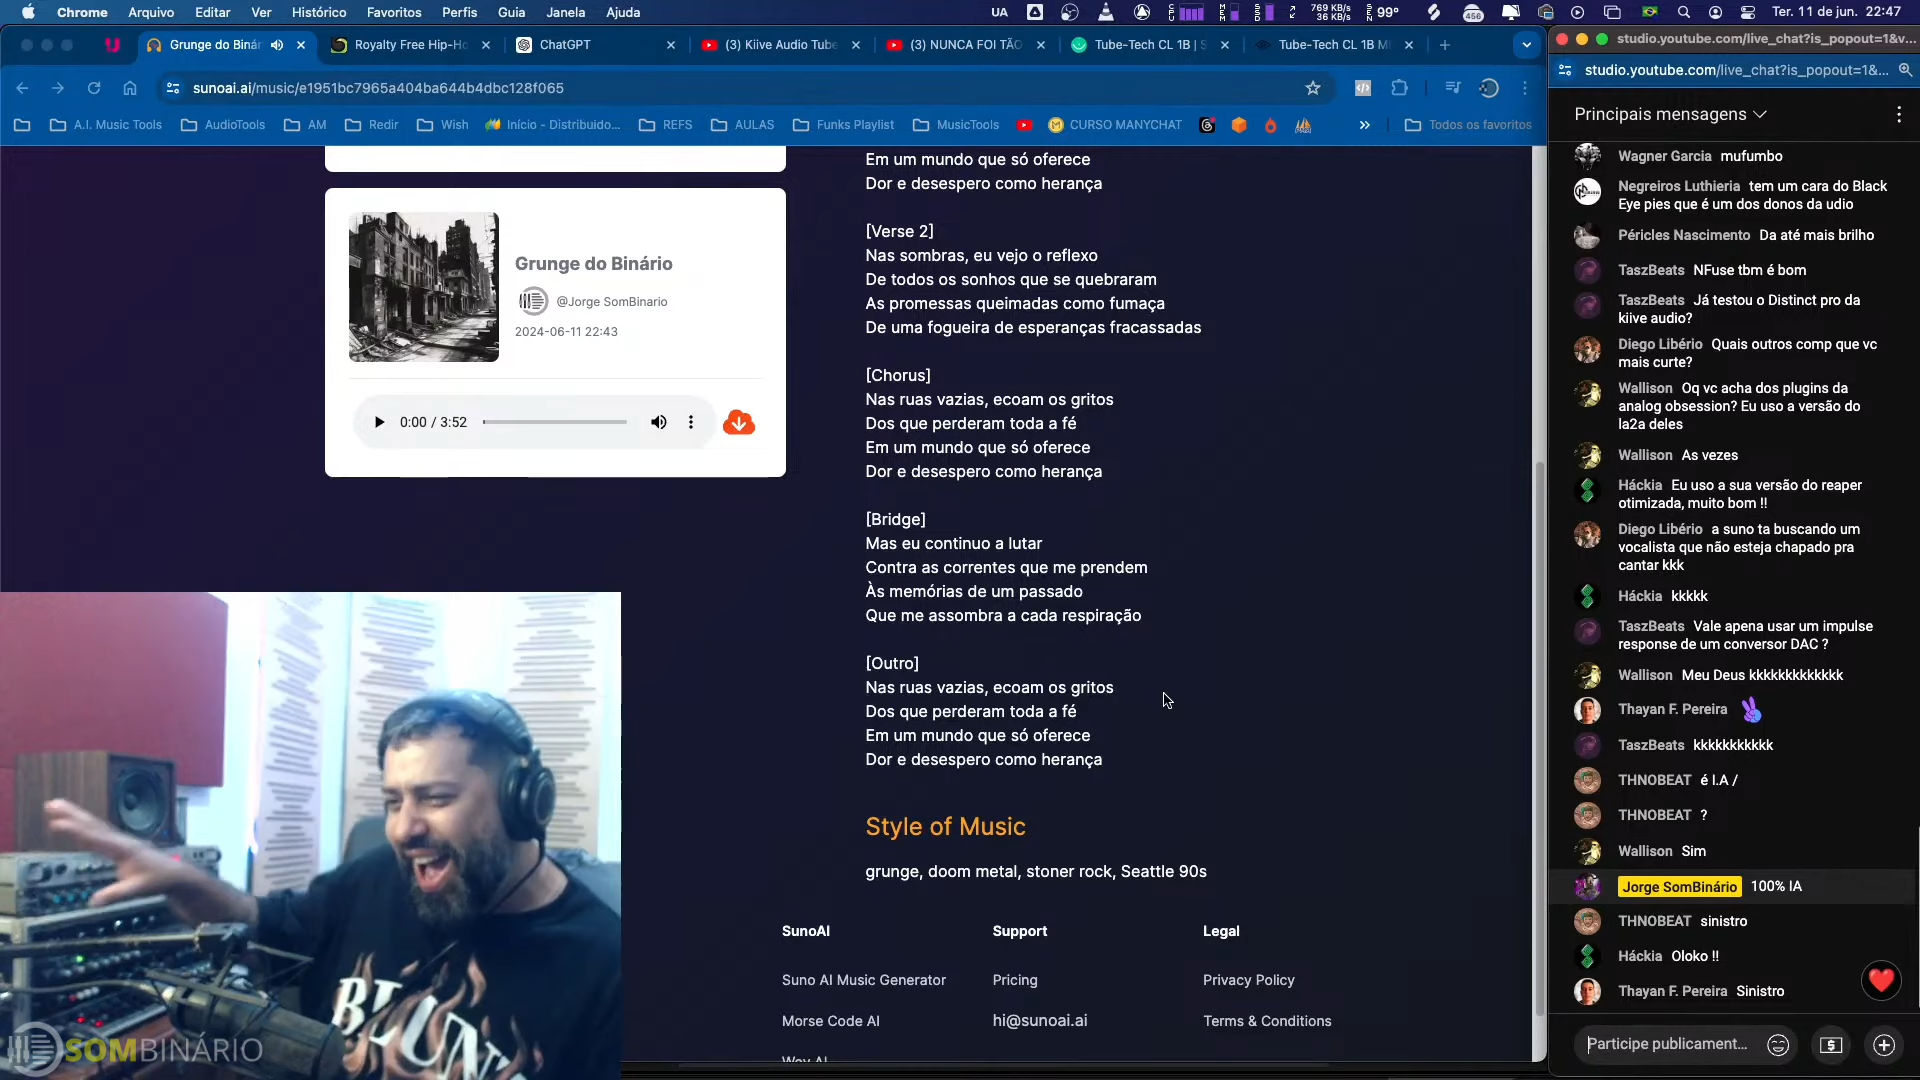 Chrome Arquivo Editar Ver Histórico Favoritos Perfis Guia Janela Ajuda
UA 769 KB/s 36 KB/s 99° 456 Ter. 11 de jun. 22:47
Grunge do Binár
Royalty Free Hip-Ho
ChatGPT
(3) Kiive Audio Tube
(3) NUNCA FOI TÃO
Tube-Tech CL 1B | S
Tube-Tech CL 1B M
sunoai.ai/music/e1951bc7965a404ba644b4dbc128f065
A.I. Music Tools AudioTools AM Redir Wish Início - Distribuido... REFS AULAS Funks Playlist MusicTools CURSO MANYCHAT » Todos os favoritos
Grunge do Binário
@Jorge SomBinario
2024-06-11 22:43
0:00 / 3:52
Em um mundo que só oferece
Dor e desespero como herança
[Verse 2]
Nas sombras, eu vejo o reflexo
De todos os sonhos que se quebraram
As promessas queimadas como fumaça
De uma fogueira de esperanças fracassadas
[Chorus]
Nas ruas vazias, ecoam os gritos
Dos que perderam toda a fé
Em um mundo que só oferece
Dor e desespero como herança
[Bridge]
Mas eu continuo a lutar
Contra as correntes que me prendem
Às memórias de um passado
Que me assombra a cada respiração
[Outro]
Nas ruas vazias, ecoam os gritos
Dos que perderam toda a fé
Em um mundo que só oferece
Dor e desespero como herança
Style of Music
grunge, doom metal, stoner rock, Seattle 90s
SunoAI Support Legal
Suno AI Music Generator Pricing Privacy Policy
Morse Code AI hi@sunoai.ai Terms & Conditions
SOMBINÁRIO
studio.youtube.com/live_chat?is_popout=1&v...
studio.youtube.com/live_chat?is_popout=1&...
Principais mensagens
Wagner Garcia mufumbo
Negreiros Luthieria tem um cara do Black
Eye pies que é um dos donos da udio
Péricles Nascimento Da até mais brilho
TaszBeats NFuse tbm é bom
TaszBeats Já testou o Distinct pro da
kiive audio?
Diego Libério Quais outros comp que vc
mais curte?
Wallison Oq vc acha dos plugins da
analog obsession? Eu uso a versão do
la2a deles
Wallison As vezes
Háckia Eu uso a sua versão do reaper
otimizada, muito bom !!
Diego Libério a suno ta buscando um
vocalista que não esteja chapado pra
cantar kkk
Háckia kkkkk
TaszBeats Vale apena usar um impulse
response de um conversor DAC ?
Wallison Meu Deus kkkkkkkkkkkkk
Thayan F. Pereira
TaszBeats kkkkkkkkkkk
THNOBEAT é I.A /
THNOBEAT ?
Wallison Sim
Jorge SomBinário 100% IA
THNOBEAT sinistro
Háckia Oloko !!
Thayan F. Pereira Sinistro
Participe publicament...